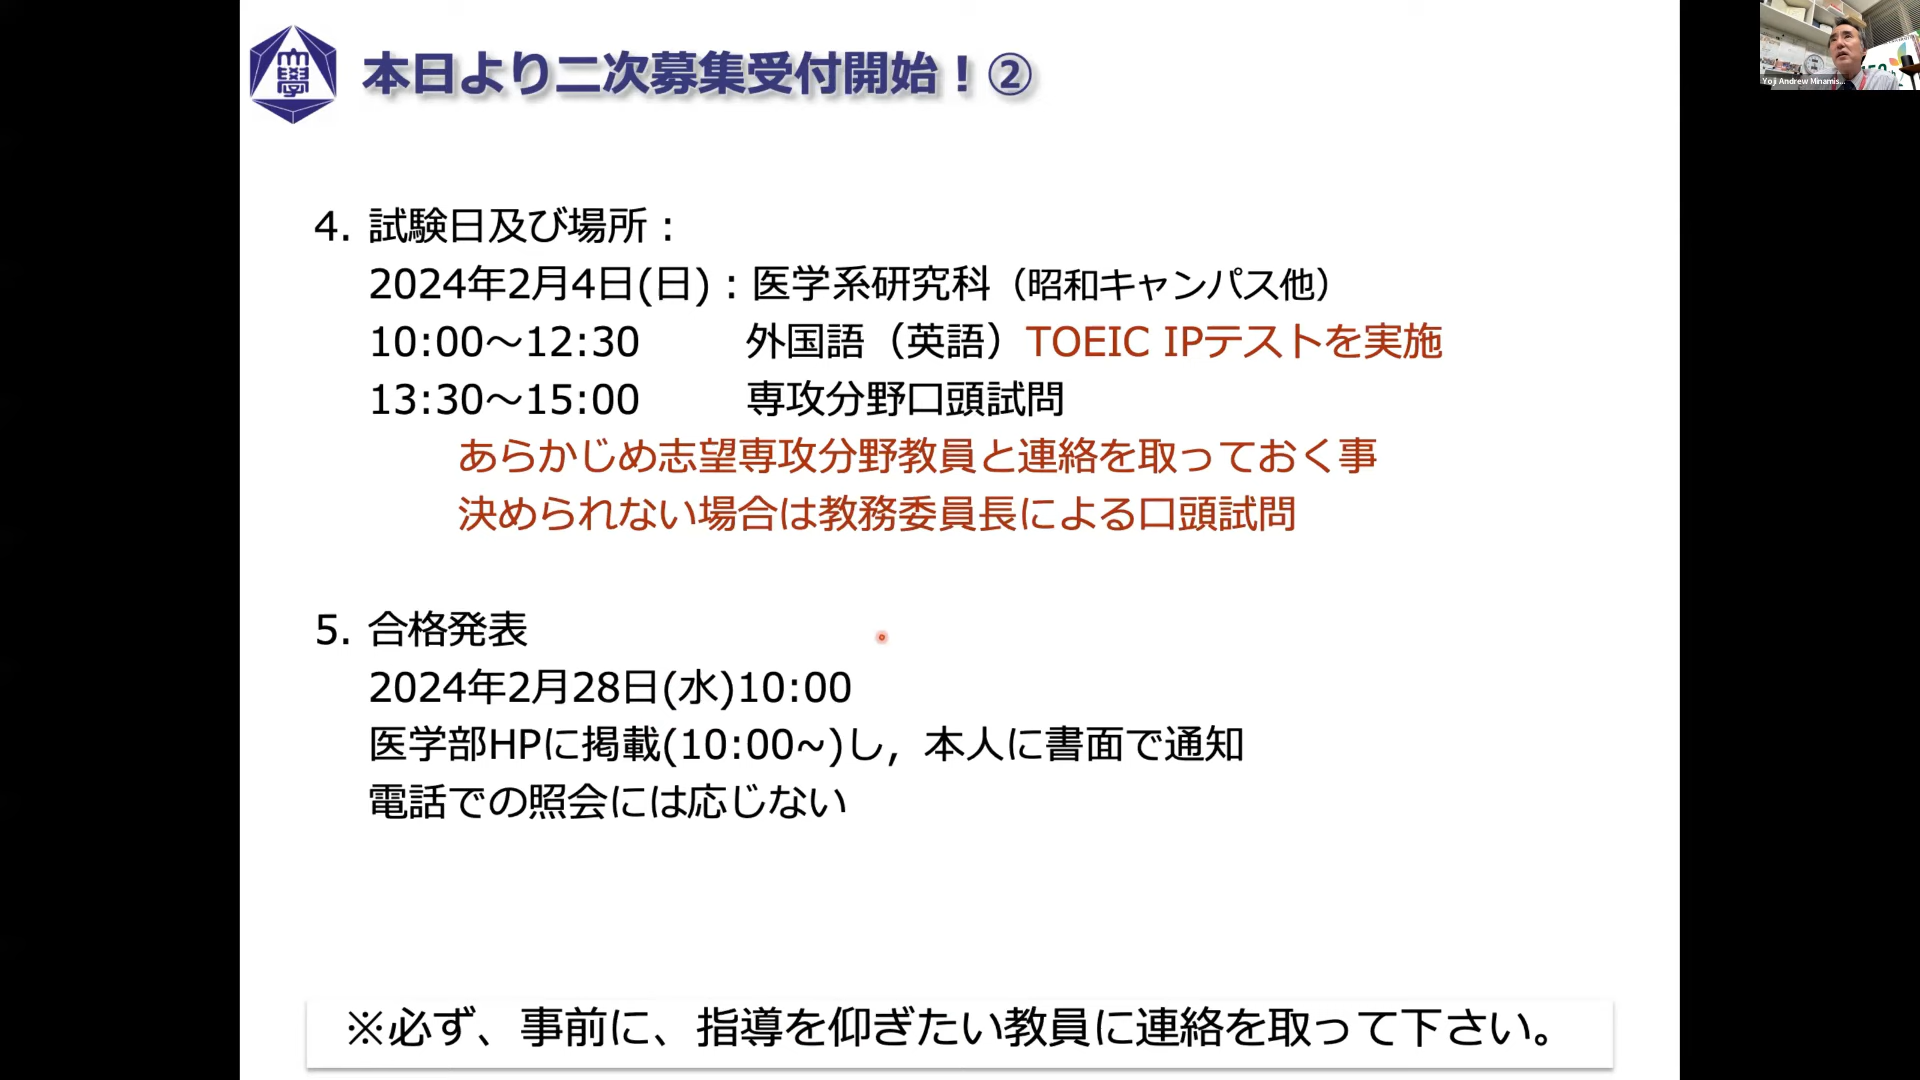 大學
本日より二次募集受付開始！②
Yoji Andrew Minamis...
4. 試験日及び場所：
2024年2月4日(日)：医学系研究科（昭和キャンパス他）
10:00～12:30 外国語（英語）TOEIC IPテストを実施
13:30～15:00 専攻分野口頭試問
あらかじめ志望専攻分野教員と連絡を取っておく事
決められない場合は教務委員長による口頭試問
5. 合格発表
2024年2月28日(水)10:00
医学部HPに掲載(10:00~)し，本人に書面で通知
電話での照会には応じない
※必ず、事前に、指導を仰ぎたい教員に連絡を取って下さい。